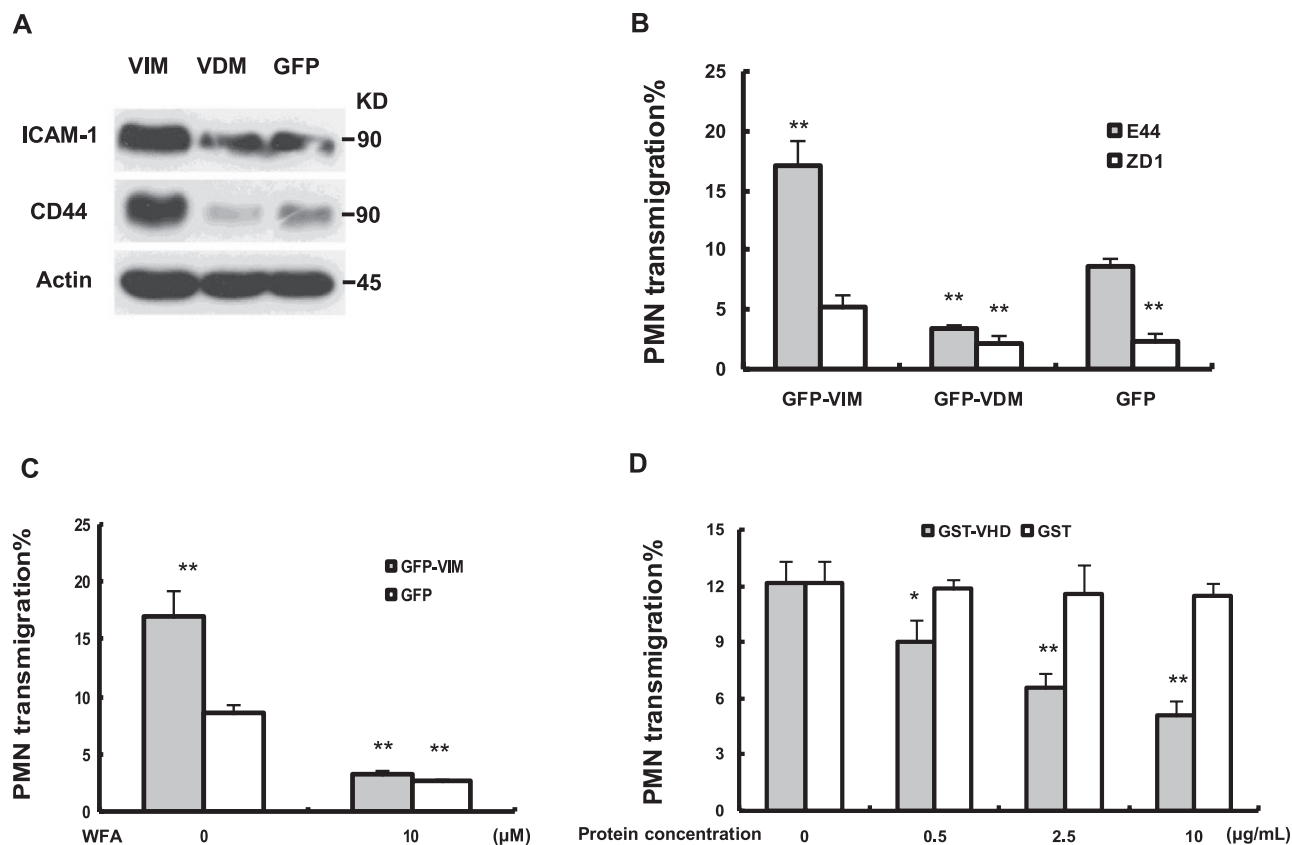 A
VIM VDM GFP
KD
ICAM-1
90
CD44
90
Actin
45
B
PMN transmigration%
25
20
15
10
5
0
**
** **
**
E44
ZD1
GFP-VIM GFP-VDM GFP
C
PMN transmigration%
25
20
15
10
5
0
**
** **
GFP-VIM
GFP
WFA 0 10 (μM)
D
PMN transmigration%
15
12
9
6
3
0
GST-VHD GST
*
**
**
Protein concentration 0 0.5 2.5 10 (μg/mL)